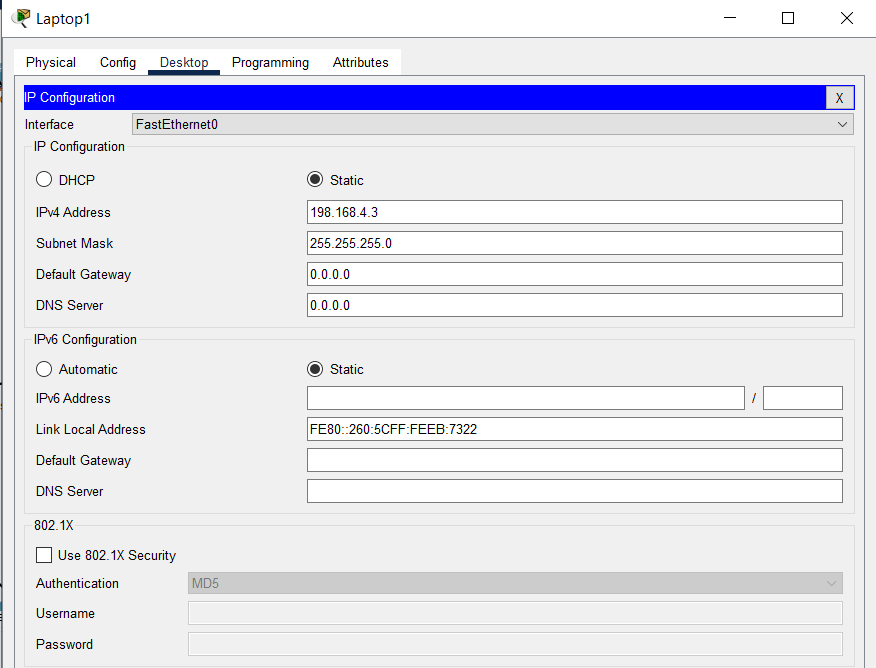 Laptop1
Physical Config Desktop Programming Attributes
IP Configuration X
Interface FastEthernet0
IP Configuration
DHCP Static
IPv4 Address 198.168.4.3
Subnet Mask 255.255.255.0
Default Gateway 0.0.0.0
DNS Server 0.0.0.0
IPv6 Configuration
Automatic Static
IPv6 Address /
Link Local Address FE80::260:5CFF:FEEB:7322
Default Gateway
DNS Server
802.1X
Use 802.1X Security
Authentication MD5
Username
Password